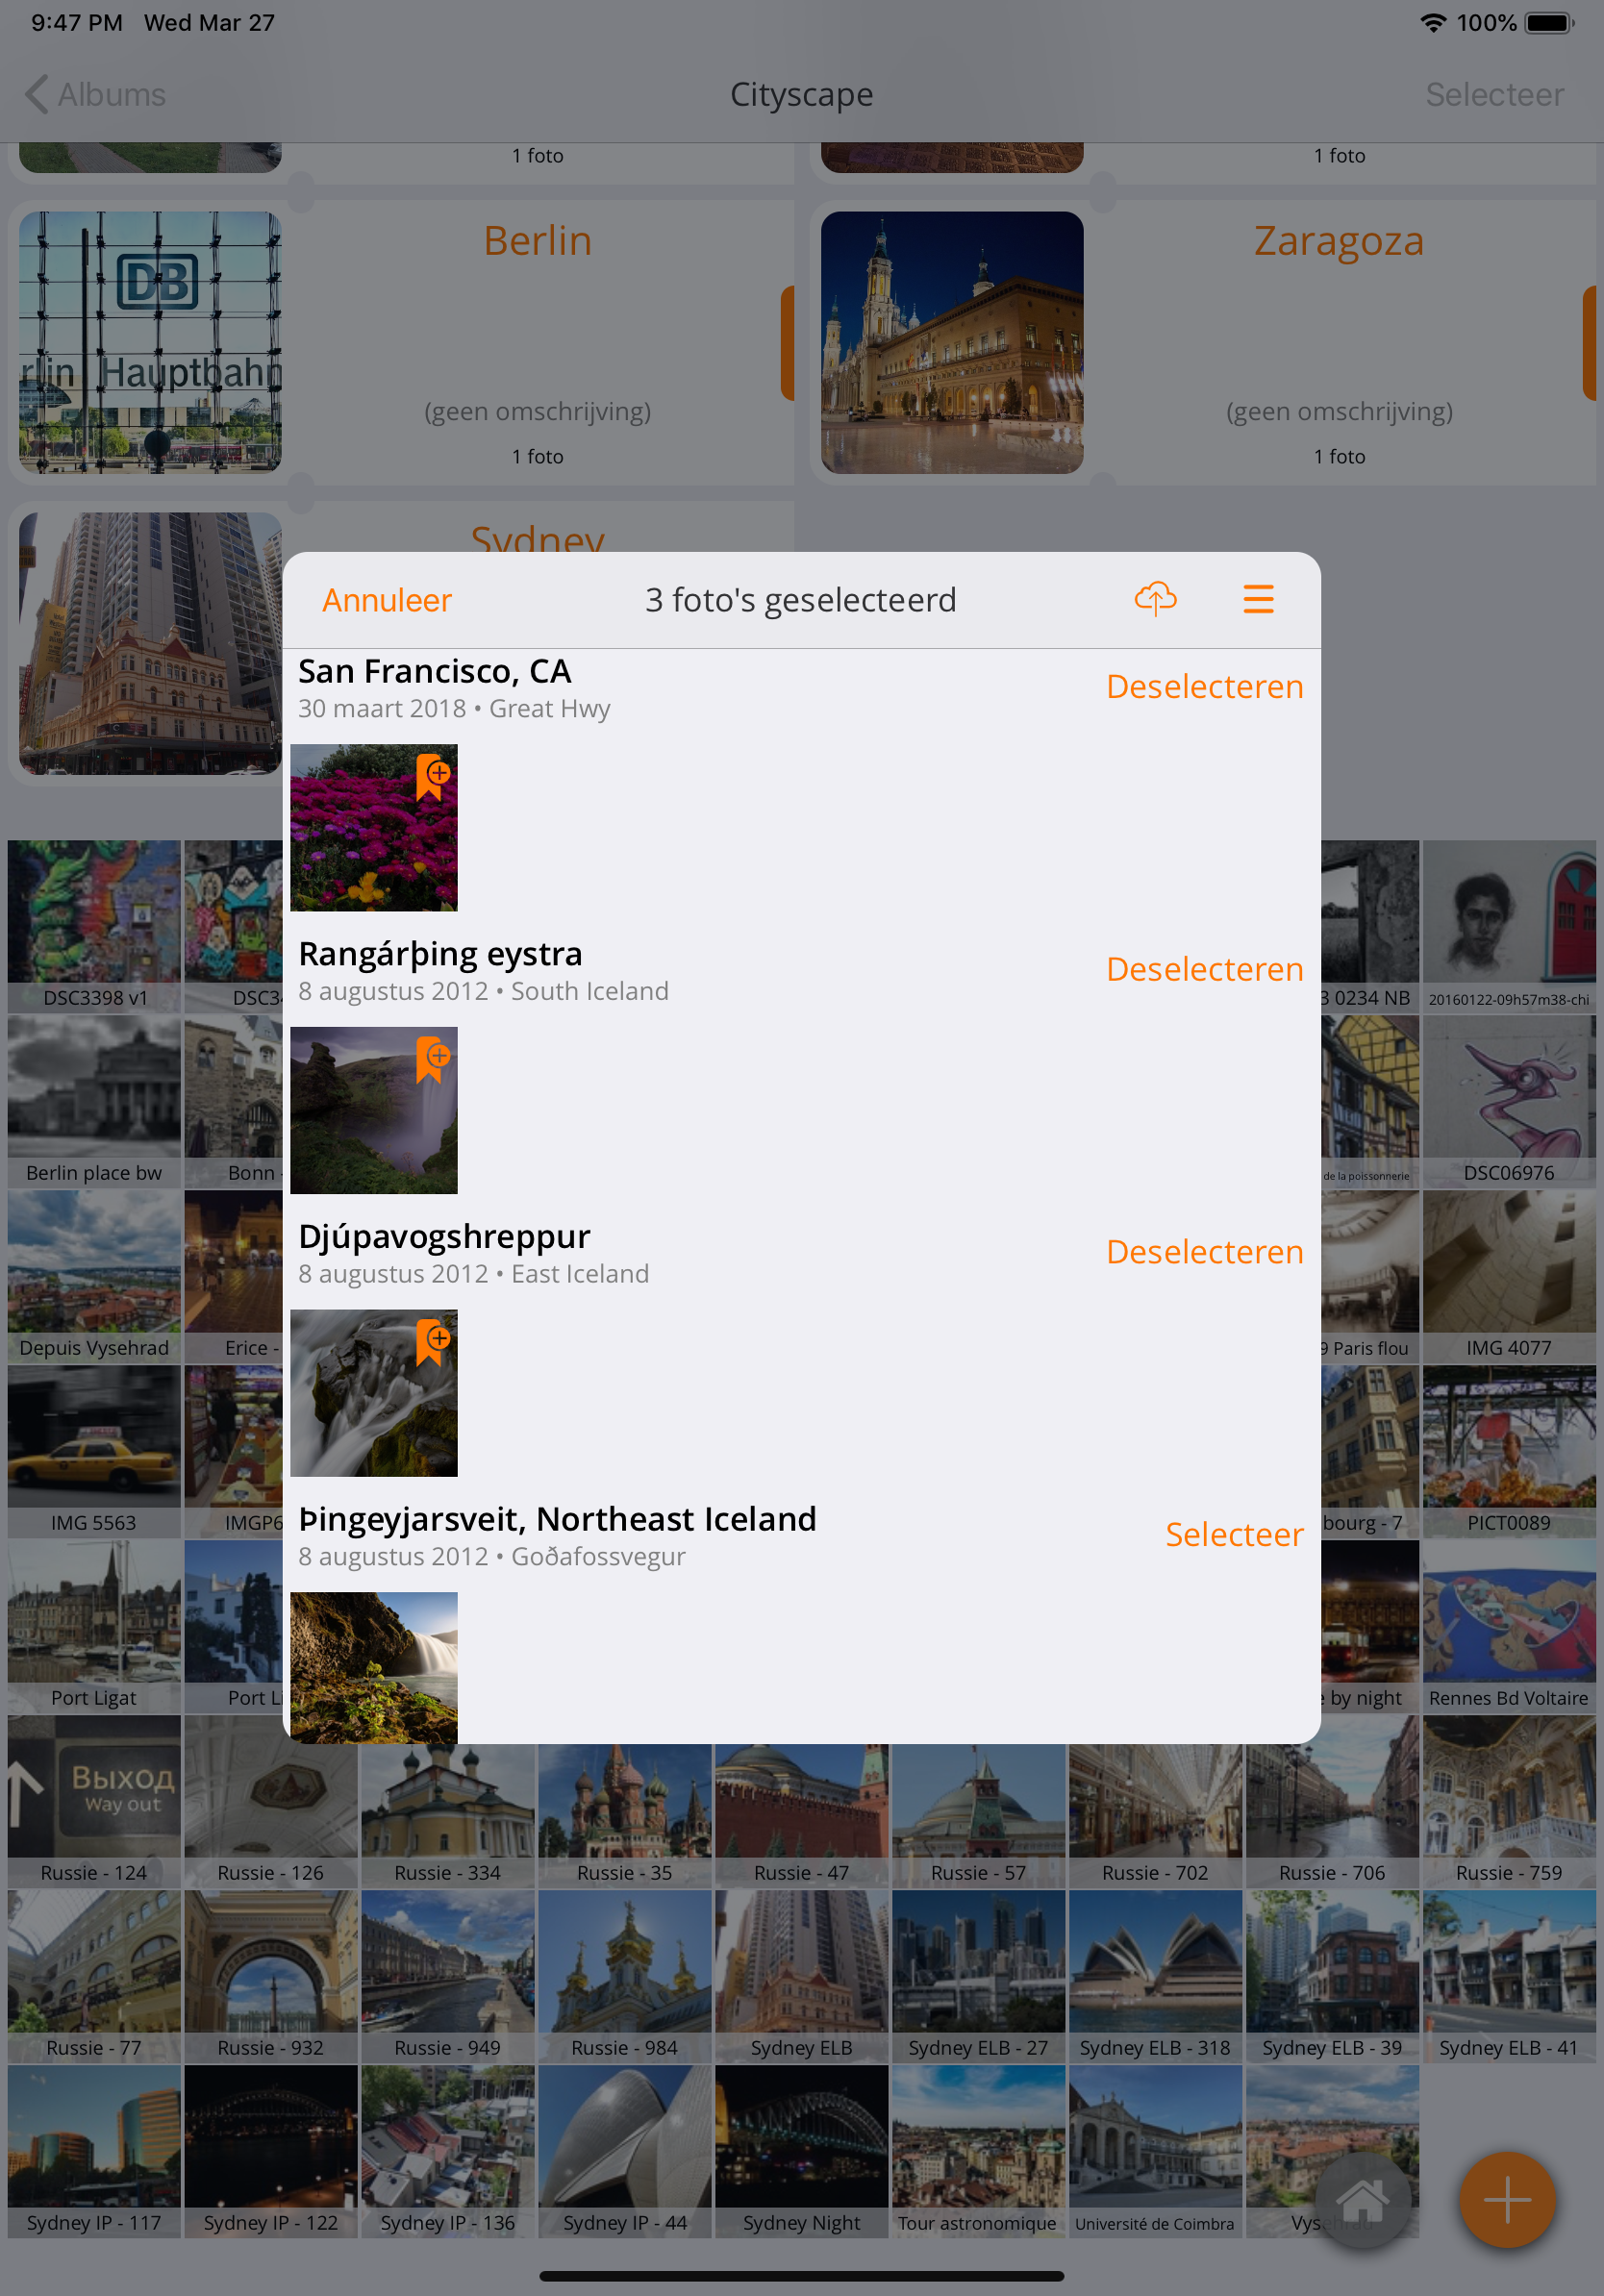 9:47 PM Wed Mar 27
100%
Albums
Cityscape
Selecteer
1 foto
1 foto
DB
Hauptbahn
Berlin
(geen omschrijving)
1 foto
Zaragoza
(geen omschrijving)
1 foto
Sydney
Annuleer
3 foto's geselecteerd
San Francisco, CA
30 maart 2018 • Great Hwy
Deselecteren
Rangárþing eystra
8 augustus 2012 • South Iceland
Deselecteren
Djúpavogshreppur
8 augustus 2012 • East Iceland
Deselecteren
Þingeyjarsveit, Northeast Iceland
8 augustus 2012 • Goðafossvegur
Selecteer
DSC3398 v1
DSC34
3 0234 NB
20160122-09h57m38-chi
Berlin place bw
Bonn -
de la poissonnerie
DSC06976
Depuis Vysehrad
Erice -
9 Paris flou
IMG 4077
IMG 5563
IMGP6
bourg - 7
PICT0089
Port Ligat
Port Li
e by night
Rennes Bd Voltaire
Выход
Way out
Russie - 124
Russie - 126
Russie - 334
Russie - 35
Russie - 47
Russie - 57
Russie - 702
Russie - 706
Russie - 759
Russie - 77
Russie - 932
Russie - 949
Russie - 984
Sydney ELB
Sydney ELB - 27
Sydney ELB - 318
Sydney ELB - 39
Sydney ELB - 41
Sydney IP - 117
Sydney IP - 122
Sydney IP - 136
Sydney IP - 44
Sydney Night
Tour astronomique
Université de Coimbra
Vysehrad